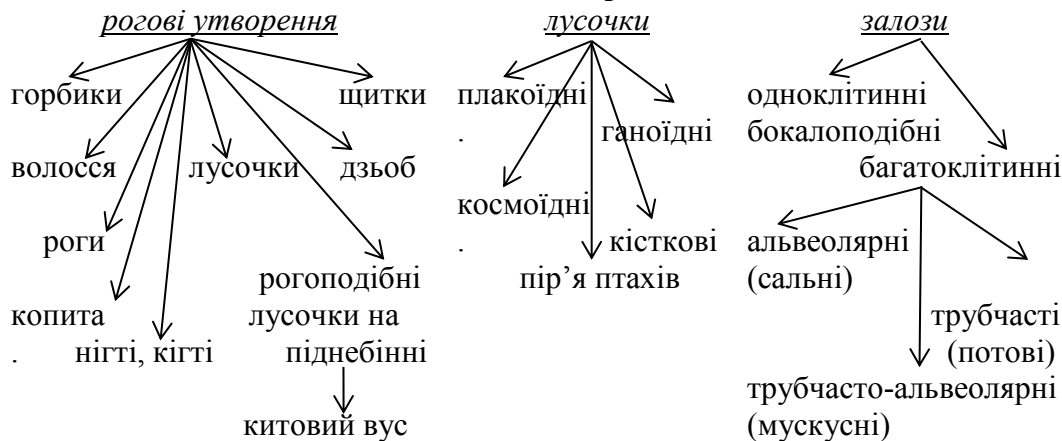 рогові утворення
лусочки
залози
горбики
щитки
плакоїдні
одноклітинні
.
ганоїдні
бокалоподібні
волосся
лусочки
дзьоб
багатоклітинні
космоїдні
роги
.
кісткові
альвеолярні
рогоподібні
пір’я птахів
(сальні)
копита
лусочки на
трубчасті
.
нігті, кігті
піднебінні
(потові)
трубчасто-альвеолярні
китовий вус
(мускусні)